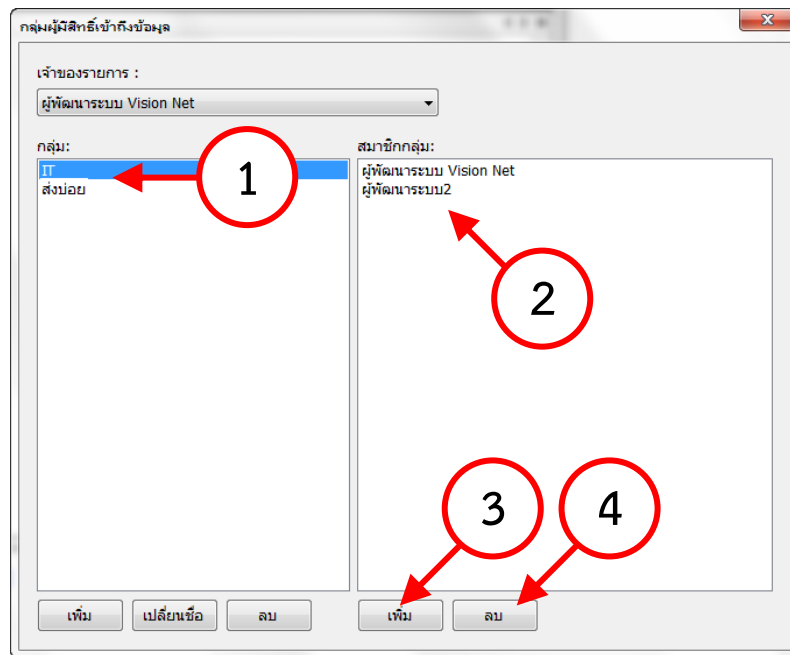 กลุ่มผู้มีสิทธิ์เข้าถึงข้อมูล
เจ้าของรายการ :
ผู้พัฒนาระบบ Vision Net
กลุ่ม:
สมาชิกกลุ่ม:
IT
ส่งบ่อย
ผู้พัฒนาระบบ Vision Net
ผู้พัฒนาระบบ2
1
2
3
4
เพิ่ม
เปลี่ยนชื่อ
ลบ
เพิ่ม
ลบ